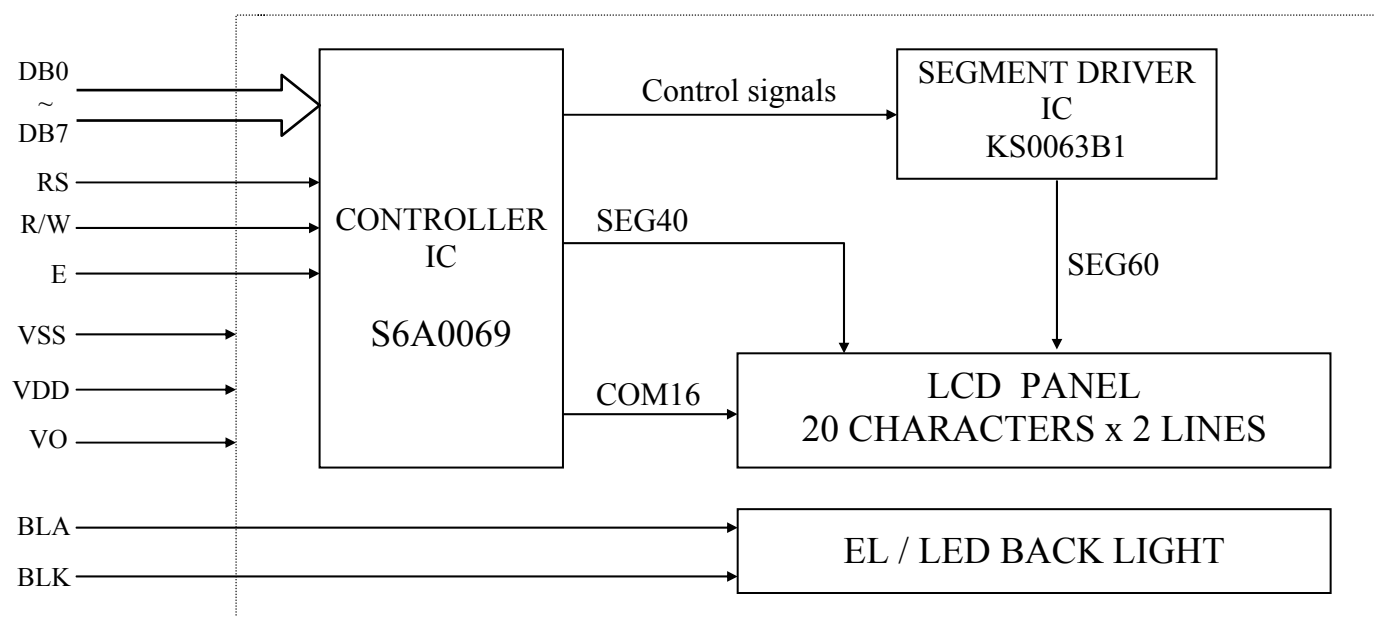 DB0
~
DB7
RS
R/W
E
VSS
VDD
VO
BLA
BLK
CONTROLLER
IC
S6A0069
Control signals
SEG40
COM16
SEGMENT DRIVER
IC
KS0063B1
SEG60
LCD PANEL
20 CHARACTERS x 2 LINES
EL / LED BACK LIGHT